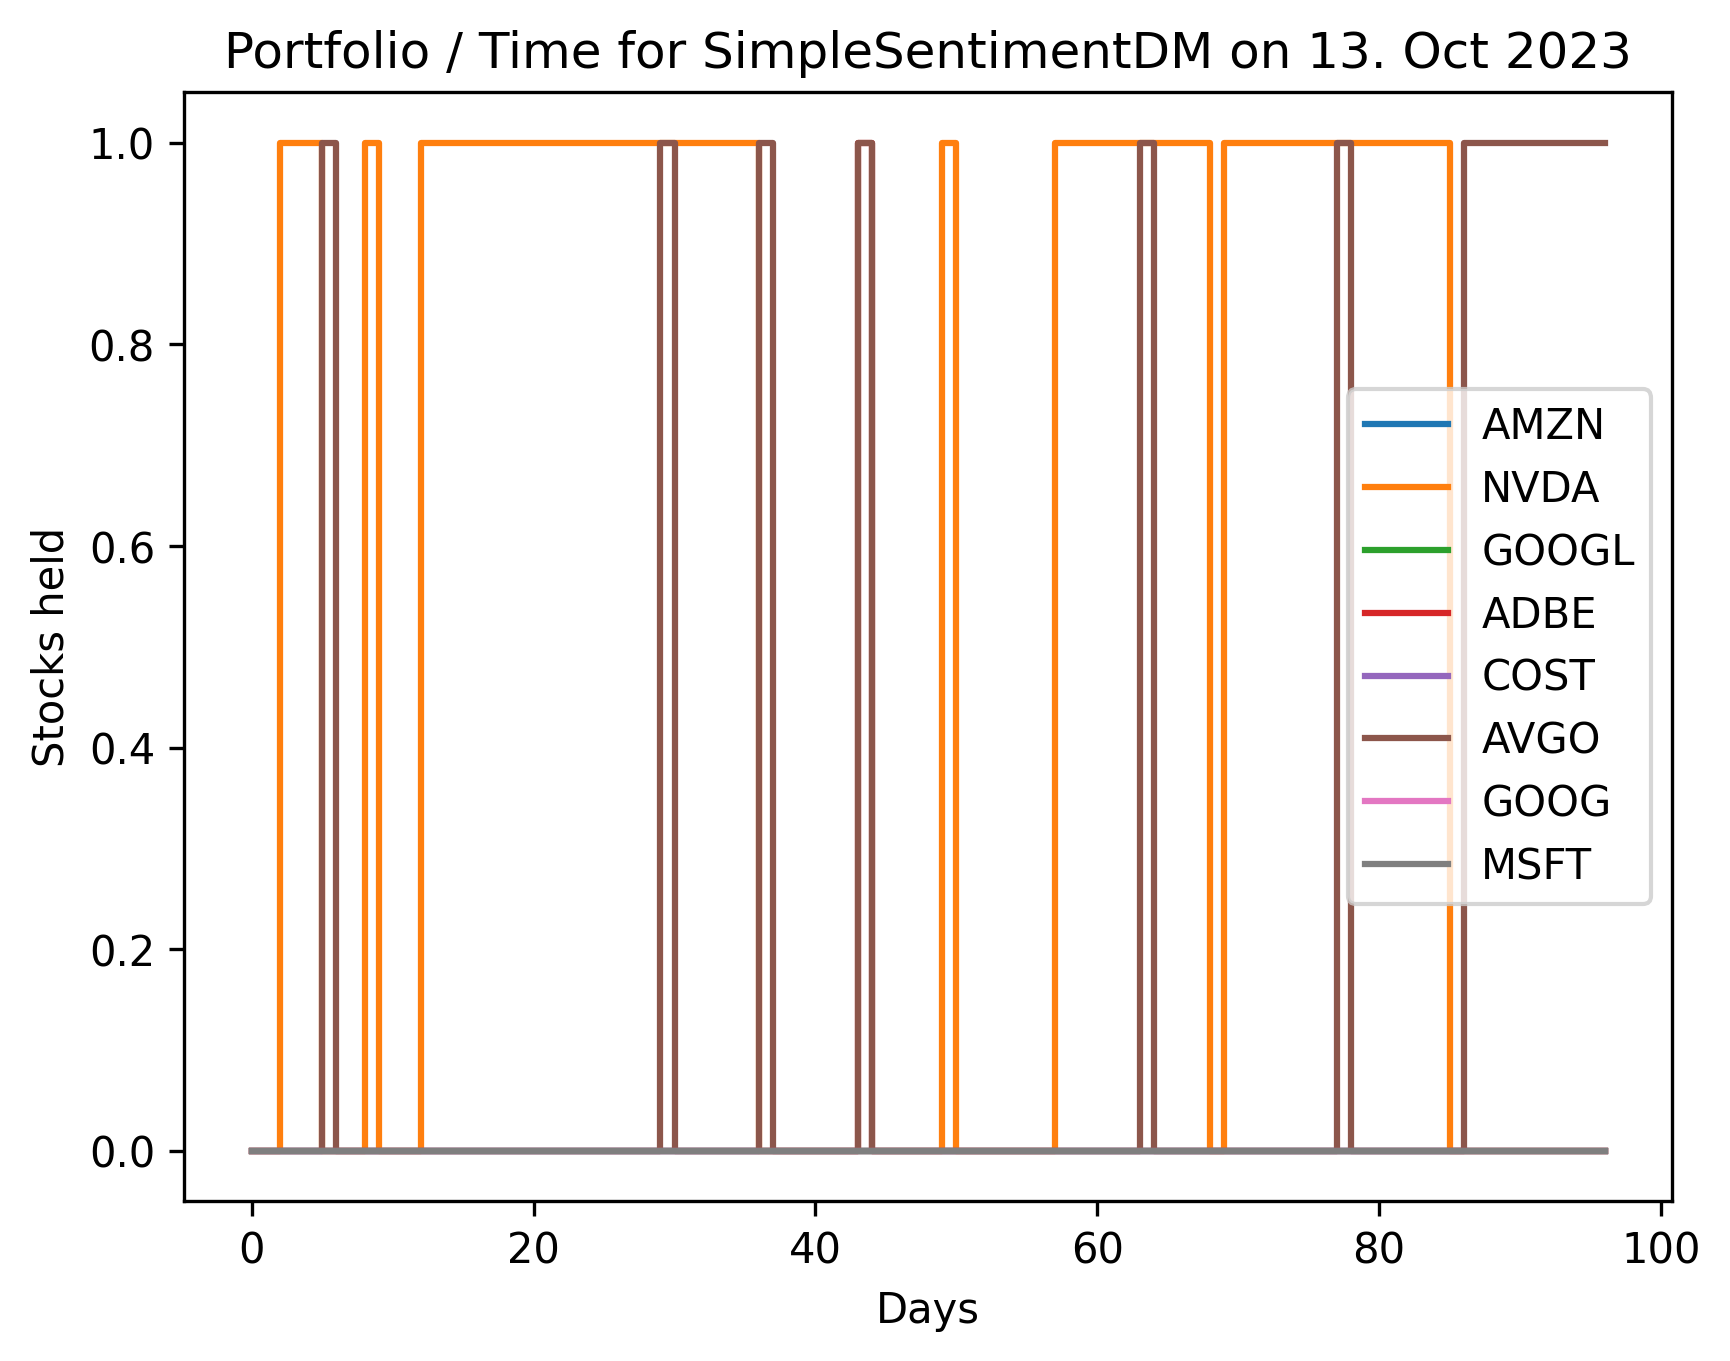 Portfolio / Time for SimpleSentimentDM on 13. Oct 2023
1.0
0.8
0.6
0.4
0.2
0.0
Stocks held
AMZN
NVDA
GOOGL
ADBE
COST
AVGO
GOOG
MSFT
0 20 40 60 80 100
Days